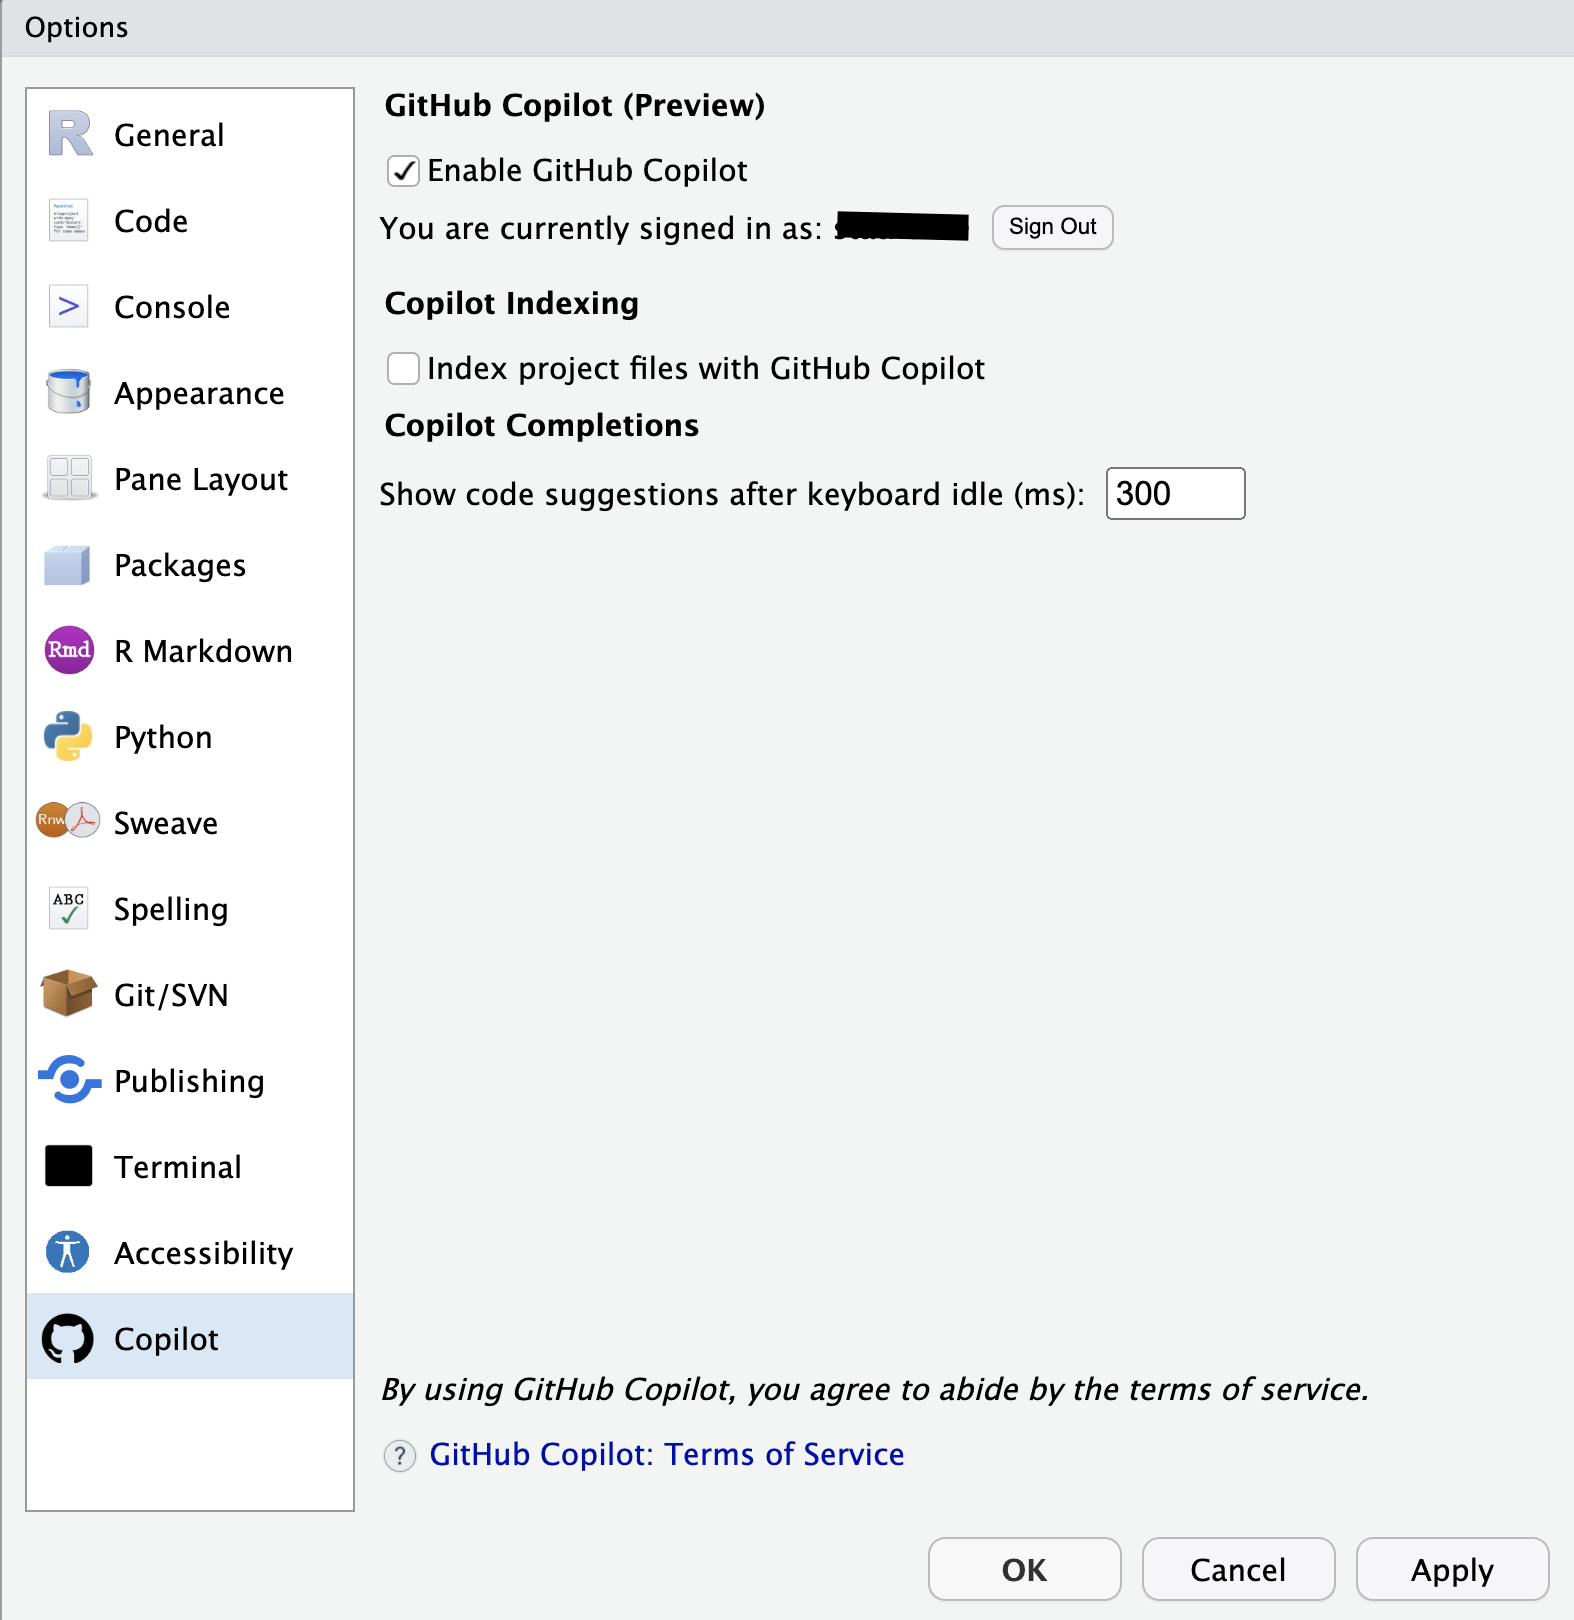 Options
R General
Code
> Console
Appearance
Pane Layout
Packages
Rmd R Markdown
Python
Rnw Sweave
ABC Spelling
Git/SVN
Publishing
Terminal
Accessibility
Copilot
GitHub Copilot (Preview)
Enable GitHub Copilot
You are currently signed in as: Sign Out
Copilot Indexing
Index project files with GitHub Copilot
Copilot Completions
Show code suggestions after keyboard idle (ms): 300
By using GitHub Copilot, you agree to abide by the terms of service.
? GitHub Copilot: Terms of Service
OK Cancel Apply